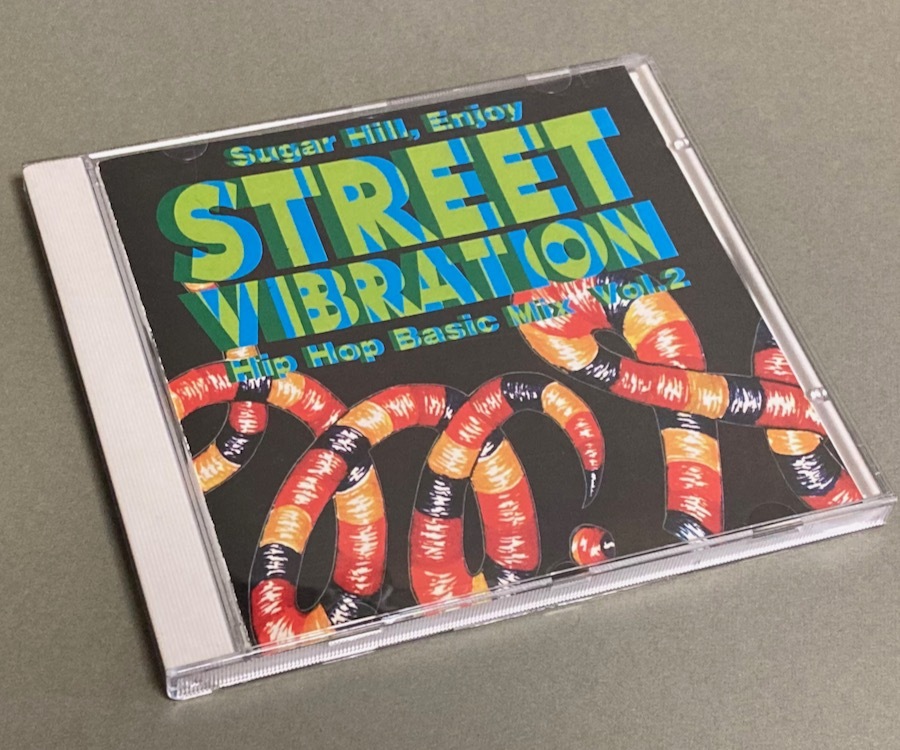 Sugar Hill, Enjoy
STREET
VIBRATION
Hip Hop Basic Mix Vol.2